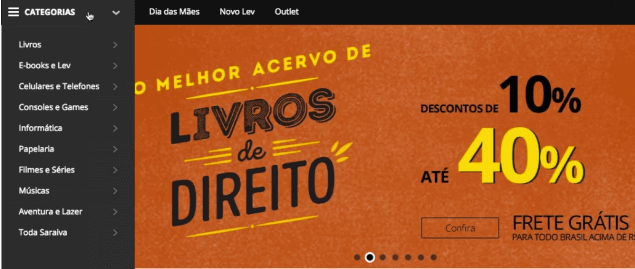 CATEGORIAS
Dia das Mães
Novo Lev
Outlet
Livros
E-books e Lev
Celulares e Telefones
Consoles e Games
Informática
Papelaria
Filmes e Séries
Músicas
Aventura e Lazer
Toda Saraiva
O MELHOR ACERVO DE
LIVROS
de
DIREITO
DESCONTOS DE 10%
ATÉ 40%
Confira
FRETE GRÁTIS
PARA TODO BRASIL ACIMA DE